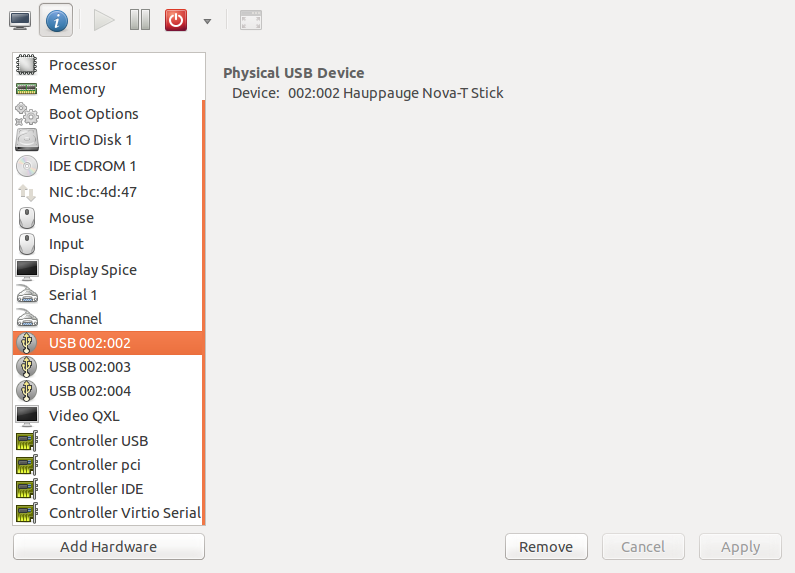 Processor
Memory
Boot Options
VirtIO Disk 1
IDE CDROM 1
NIC :bc:4d:47
Mouse
Input
Display Spice
Serial 1
Channel
USB 002:002
USB 002:003
USB 002:004
Video QXL
Controller USB
Controller pci
Controller IDE
Controller Virtio Serial
Add Hardware
Physical USB Device
Device: 002:002 Hauppauge Nova-T Stick
Remove
Cancel
Apply